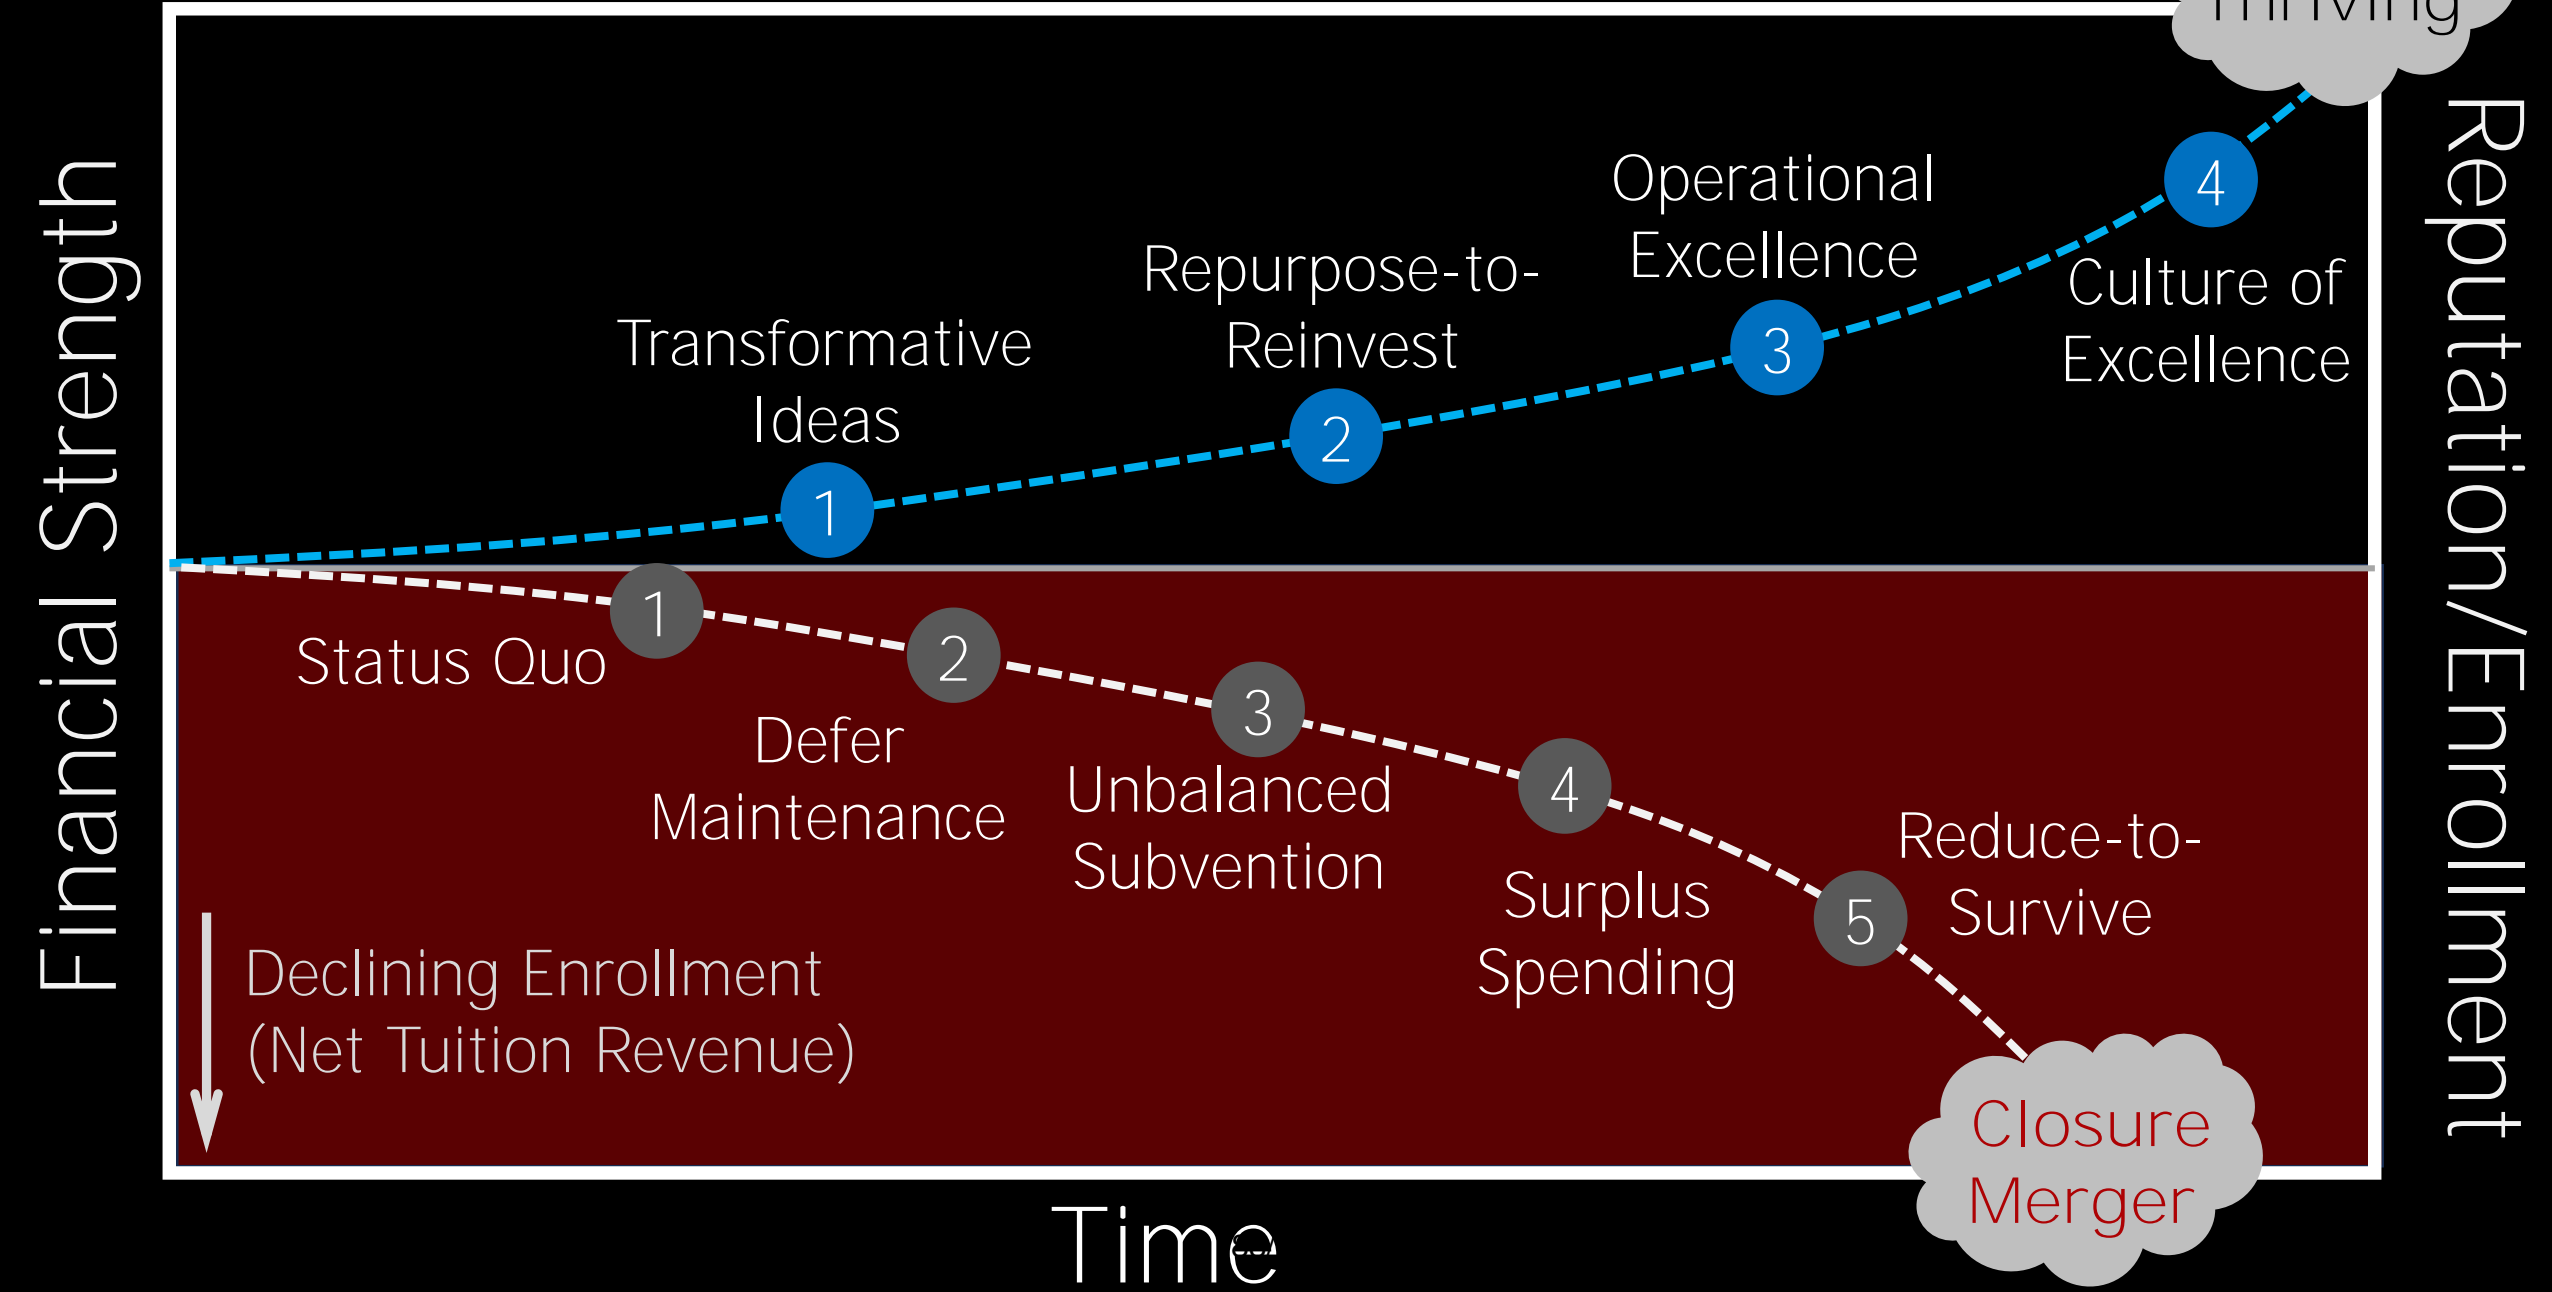 Thriving
Financial Strength
Reputation/Enrollment
Operational
Excellence
4
Repurpose-to-
Reinvest
3
Culture of
Excellence
Transformative
Ideas
2
1
1
Status Quo
2
Defer
Maintenance
3
Unbalanced
Subvention
4
Surplus
Spending
Reduce-to-
Survive
5
Declining Enrollment
(Net Tuition Revenue)
Closure
Merger
Time